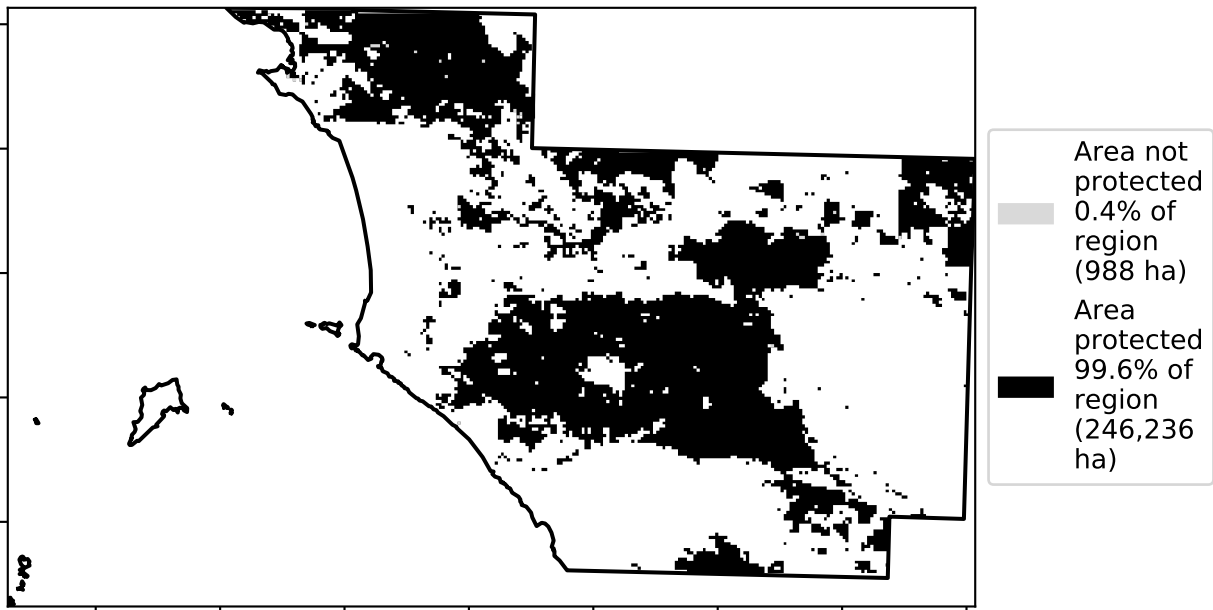 Area not
protected
0.4% of
region
(988 ha)
Area
protected
99.6% of
region
(246,236
ha)